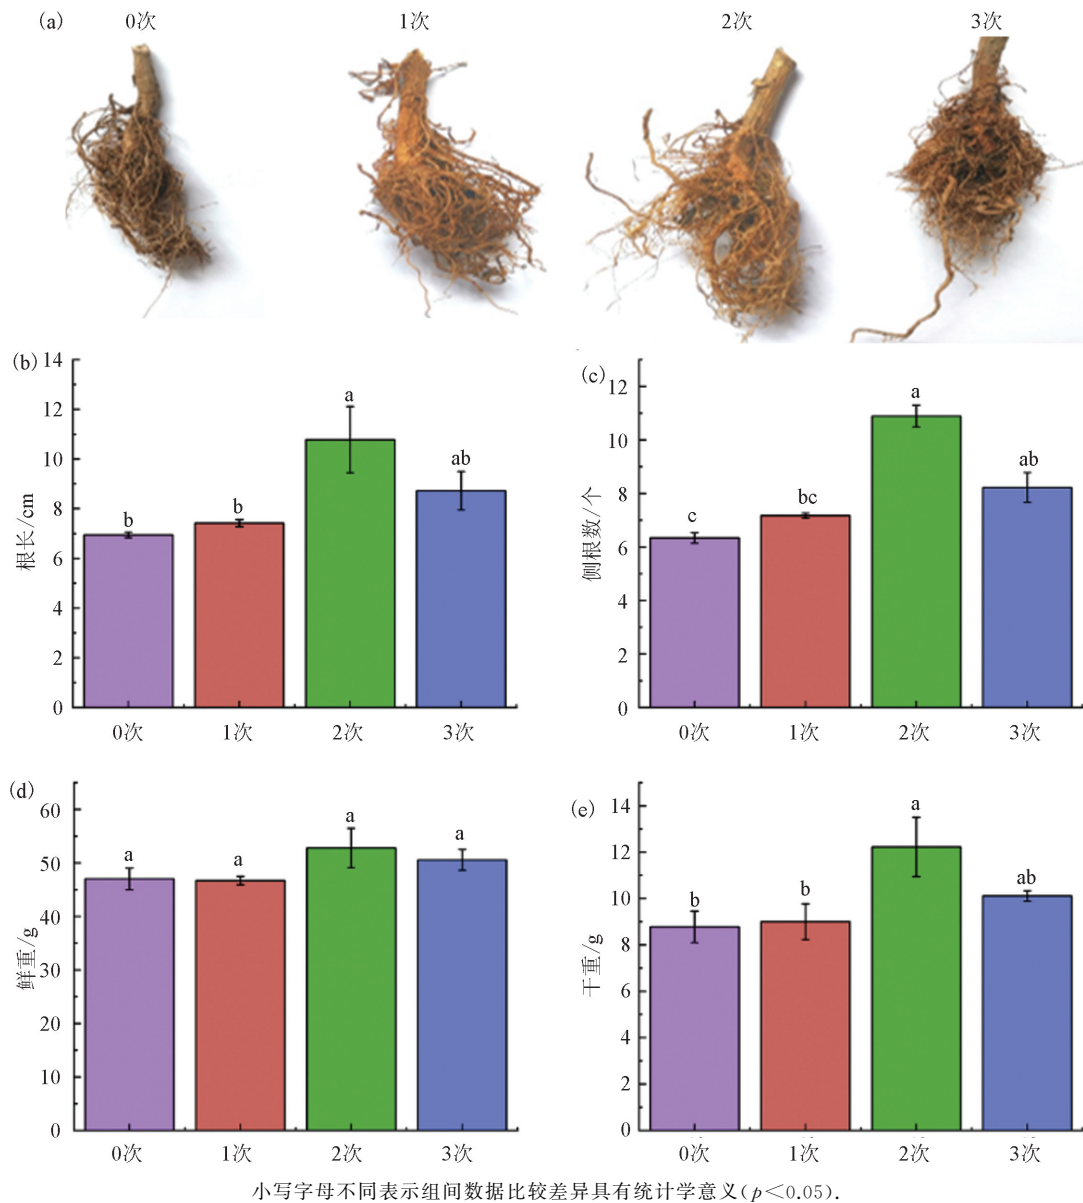 (a) 0次 1次 2次 3次
(b)
根长/cm
14
12
10
8
6
4
2
0
b b a ab
0次 1次 2次 3次
(c)
侧根数/个
12
10
8
6
4
2
0
c bc a ab
0次 1次 2次 3次
(d)
鲜重/g
60
50
40
30
20
10
0
a a a a
0次 1次 2次 3次
(e)
干重/g
14
12
10
8
6
4
2
0
b b a ab
0次 1次 2次 3次
小写字母不同表示组间数据比较差异具有统计学意义(p<0.05).